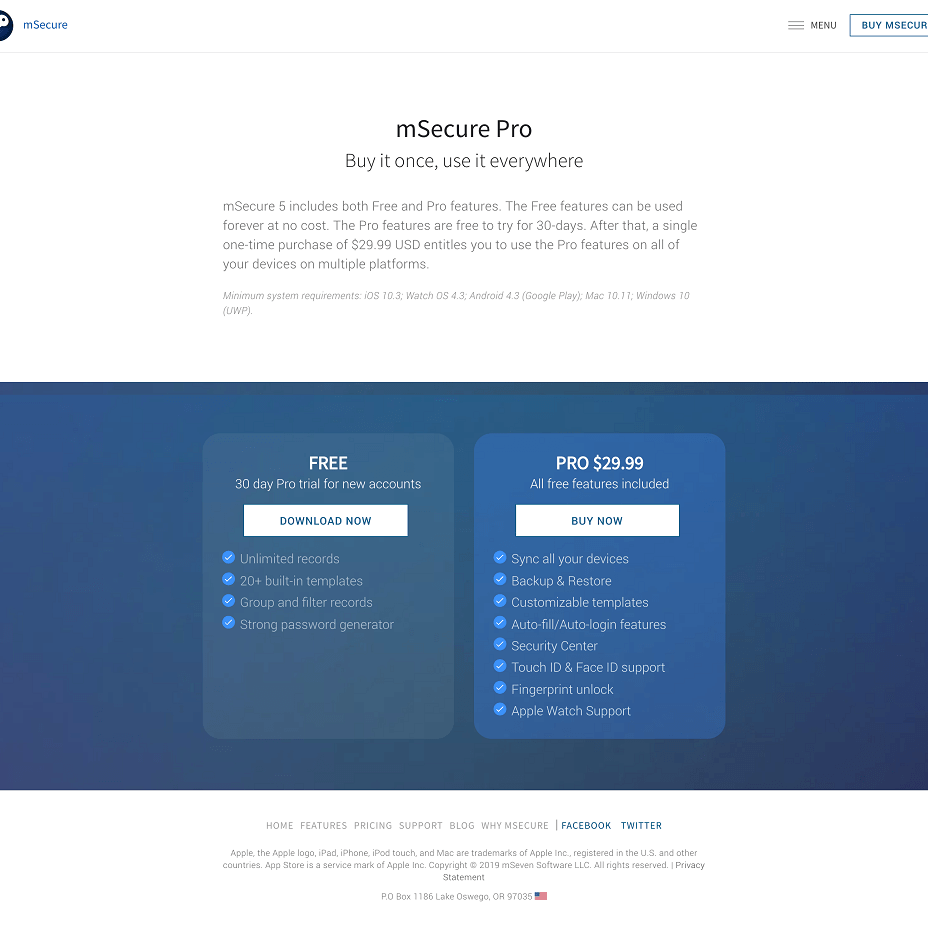 mSecure
MENU
BUY MSECUR
mSecure Pro
Buy it once, use it everywhere
mSecure 5 includes both Free and Pro features. The Free features can be used
forever at no cost. The Pro features are free to try for 30-days. After that, a single
one-time purchase of $29.99 USD entitles you to use the Pro features on all of
your devices on multiple platforms.
Minimum system requirements: iOS 10.3; Watch OS 4.3; Android 4.3 (Google Play); Mac 10.11; Windows 10
(UWP).
FREE
30 day Pro trial for new accounts
DOWNLOAD NOW
Unlimited records
20+ built-in templates
Group and filter records
Strong password generator
PRO $29.99
All free features included
BUY NOW
Sync all your devices
Backup & Restore
Customizable templates
Auto-fill/Auto-login features
Security Center
Touch ID & Face ID support
Fingerprint unlock
Apple Watch Support
HOME FEATURES PRICING SUPPORT BLOG WHY MSECURE | FACEBOOK TWITTER
Apple, the Apple logo, iPad, iPhone, iPod touch, and Mac are trademarks of Apple Inc., registered in the U.S. and other
countries. App Store is a service mark of Apple Inc. Copyright © 2019 mSeven Software LLC. All rights reserved. | Privacy
Statement
P.O Box 1186 Lake Oswego, OR 97035